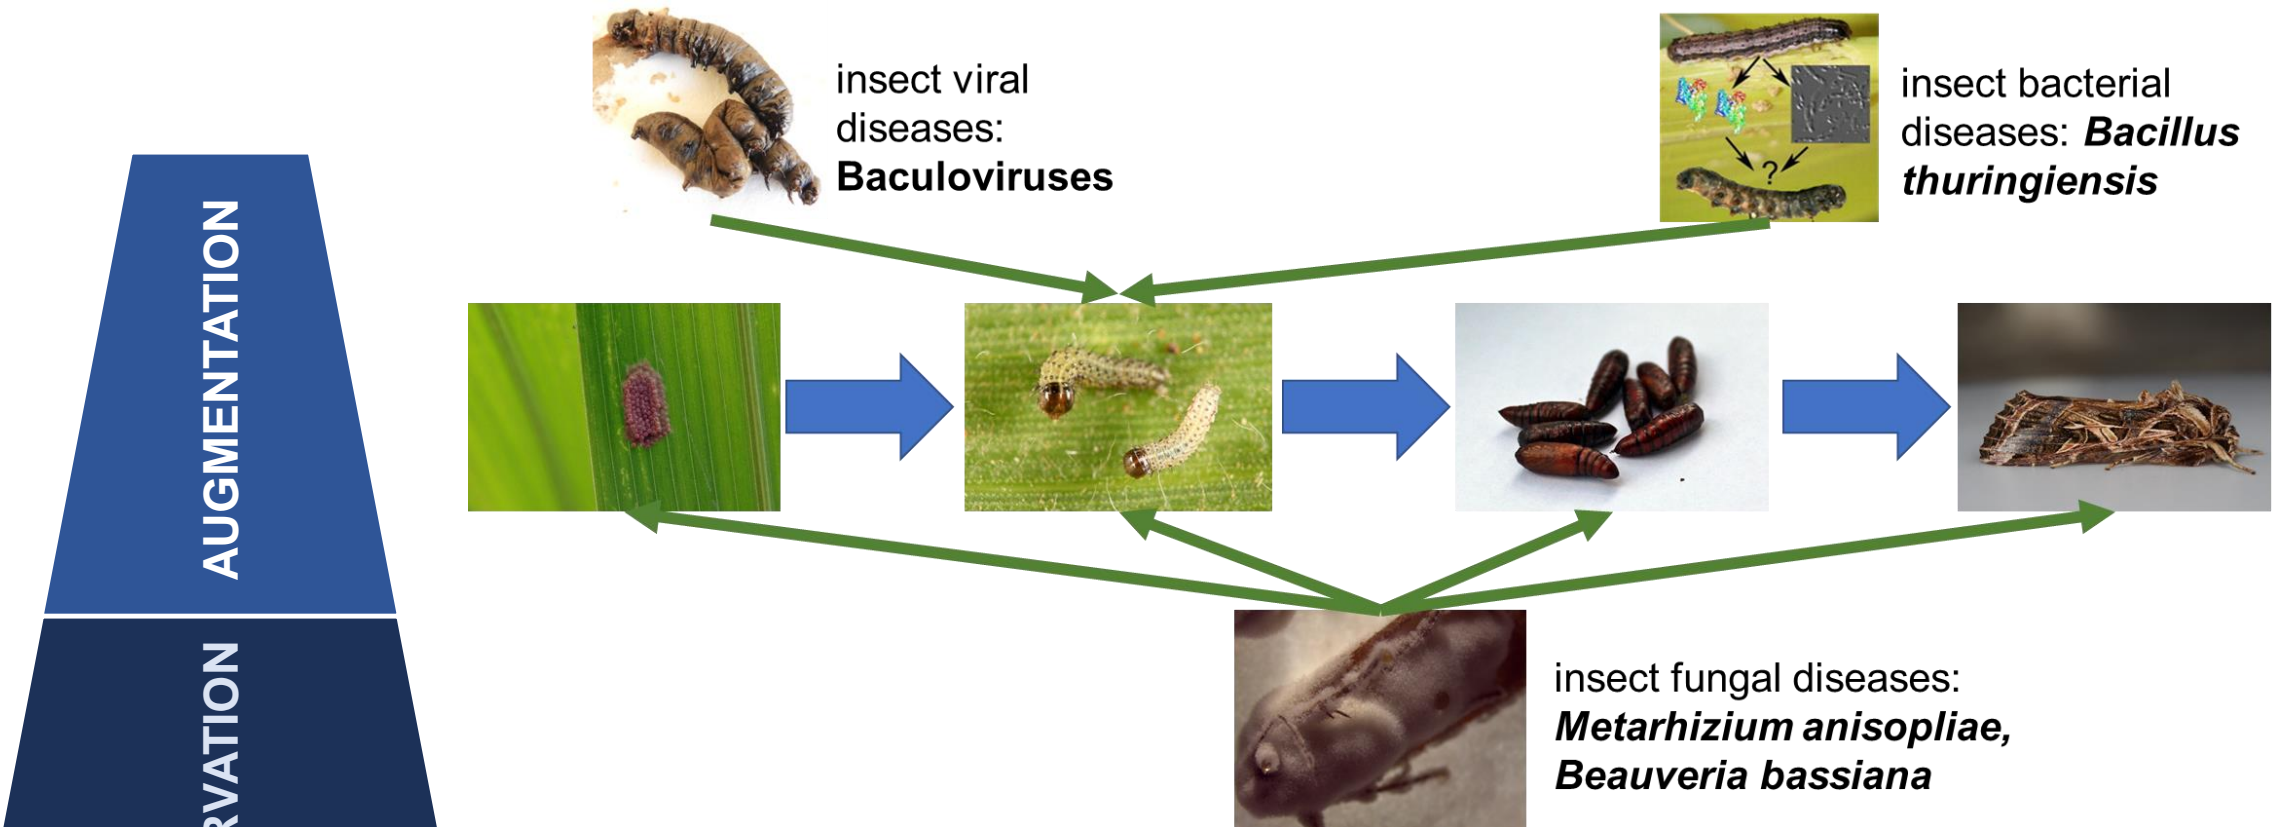 insect viral
diseases:
Baculoviruses
insect bacterial
diseases: Bacillus
thuringiensis
?
AUGMENTATION
RVATION
insect fungal diseases:
Metarhizium anisopliae,
Beauveria bassiana